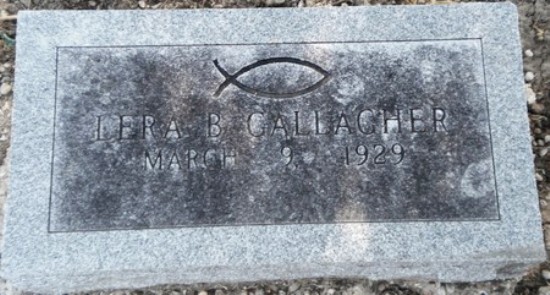 LERA B GALLAGHER
MARCH 9, 1929